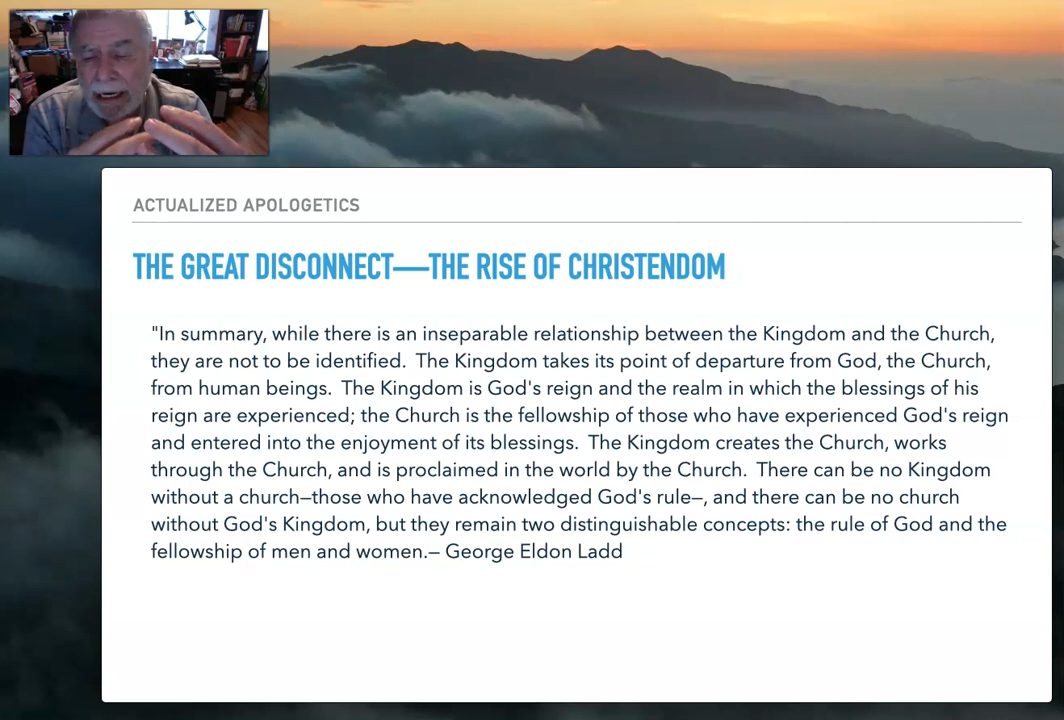 ACTUALIZED APOLOGETICS
THE GREAT DISCONNECT—THE RISE OF CHRISTENDOM
"In summary, while there is an inseparable relationship between the Kingdom and the Church,
they are not to be identified.  The Kingdom takes its point of departure from God, the Church,
from human beings.  The Kingdom is God's reign and the realm in which the blessings of his
reign are experienced; the Church is the fellowship of those who have experienced God's reign
and entered into the enjoyment of its blessings.  The Kingdom creates the Church, works
through the Church, and is proclaimed in the world by the Church.  There can be no Kingdom
without a church—those who have acknowledged God's rule—, and there can be no church
without God's Kingdom, but they remain two distinguishable concepts: the rule of God and the
fellowship of men and women.— George Eldon Ladd